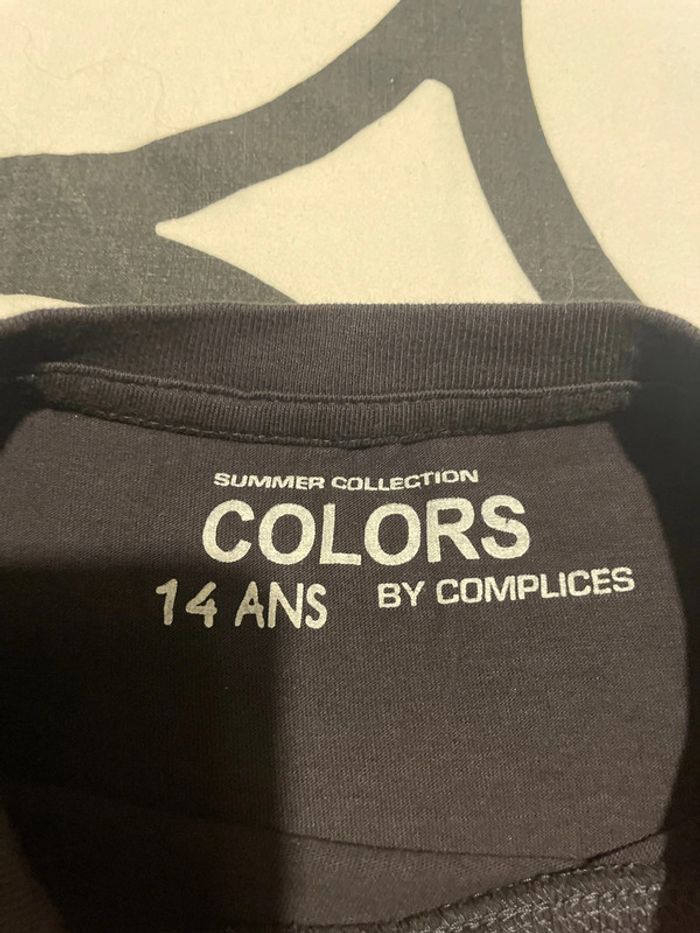 SUMMER COLLECTION
COLORS
14 ANS BY COMPLICES